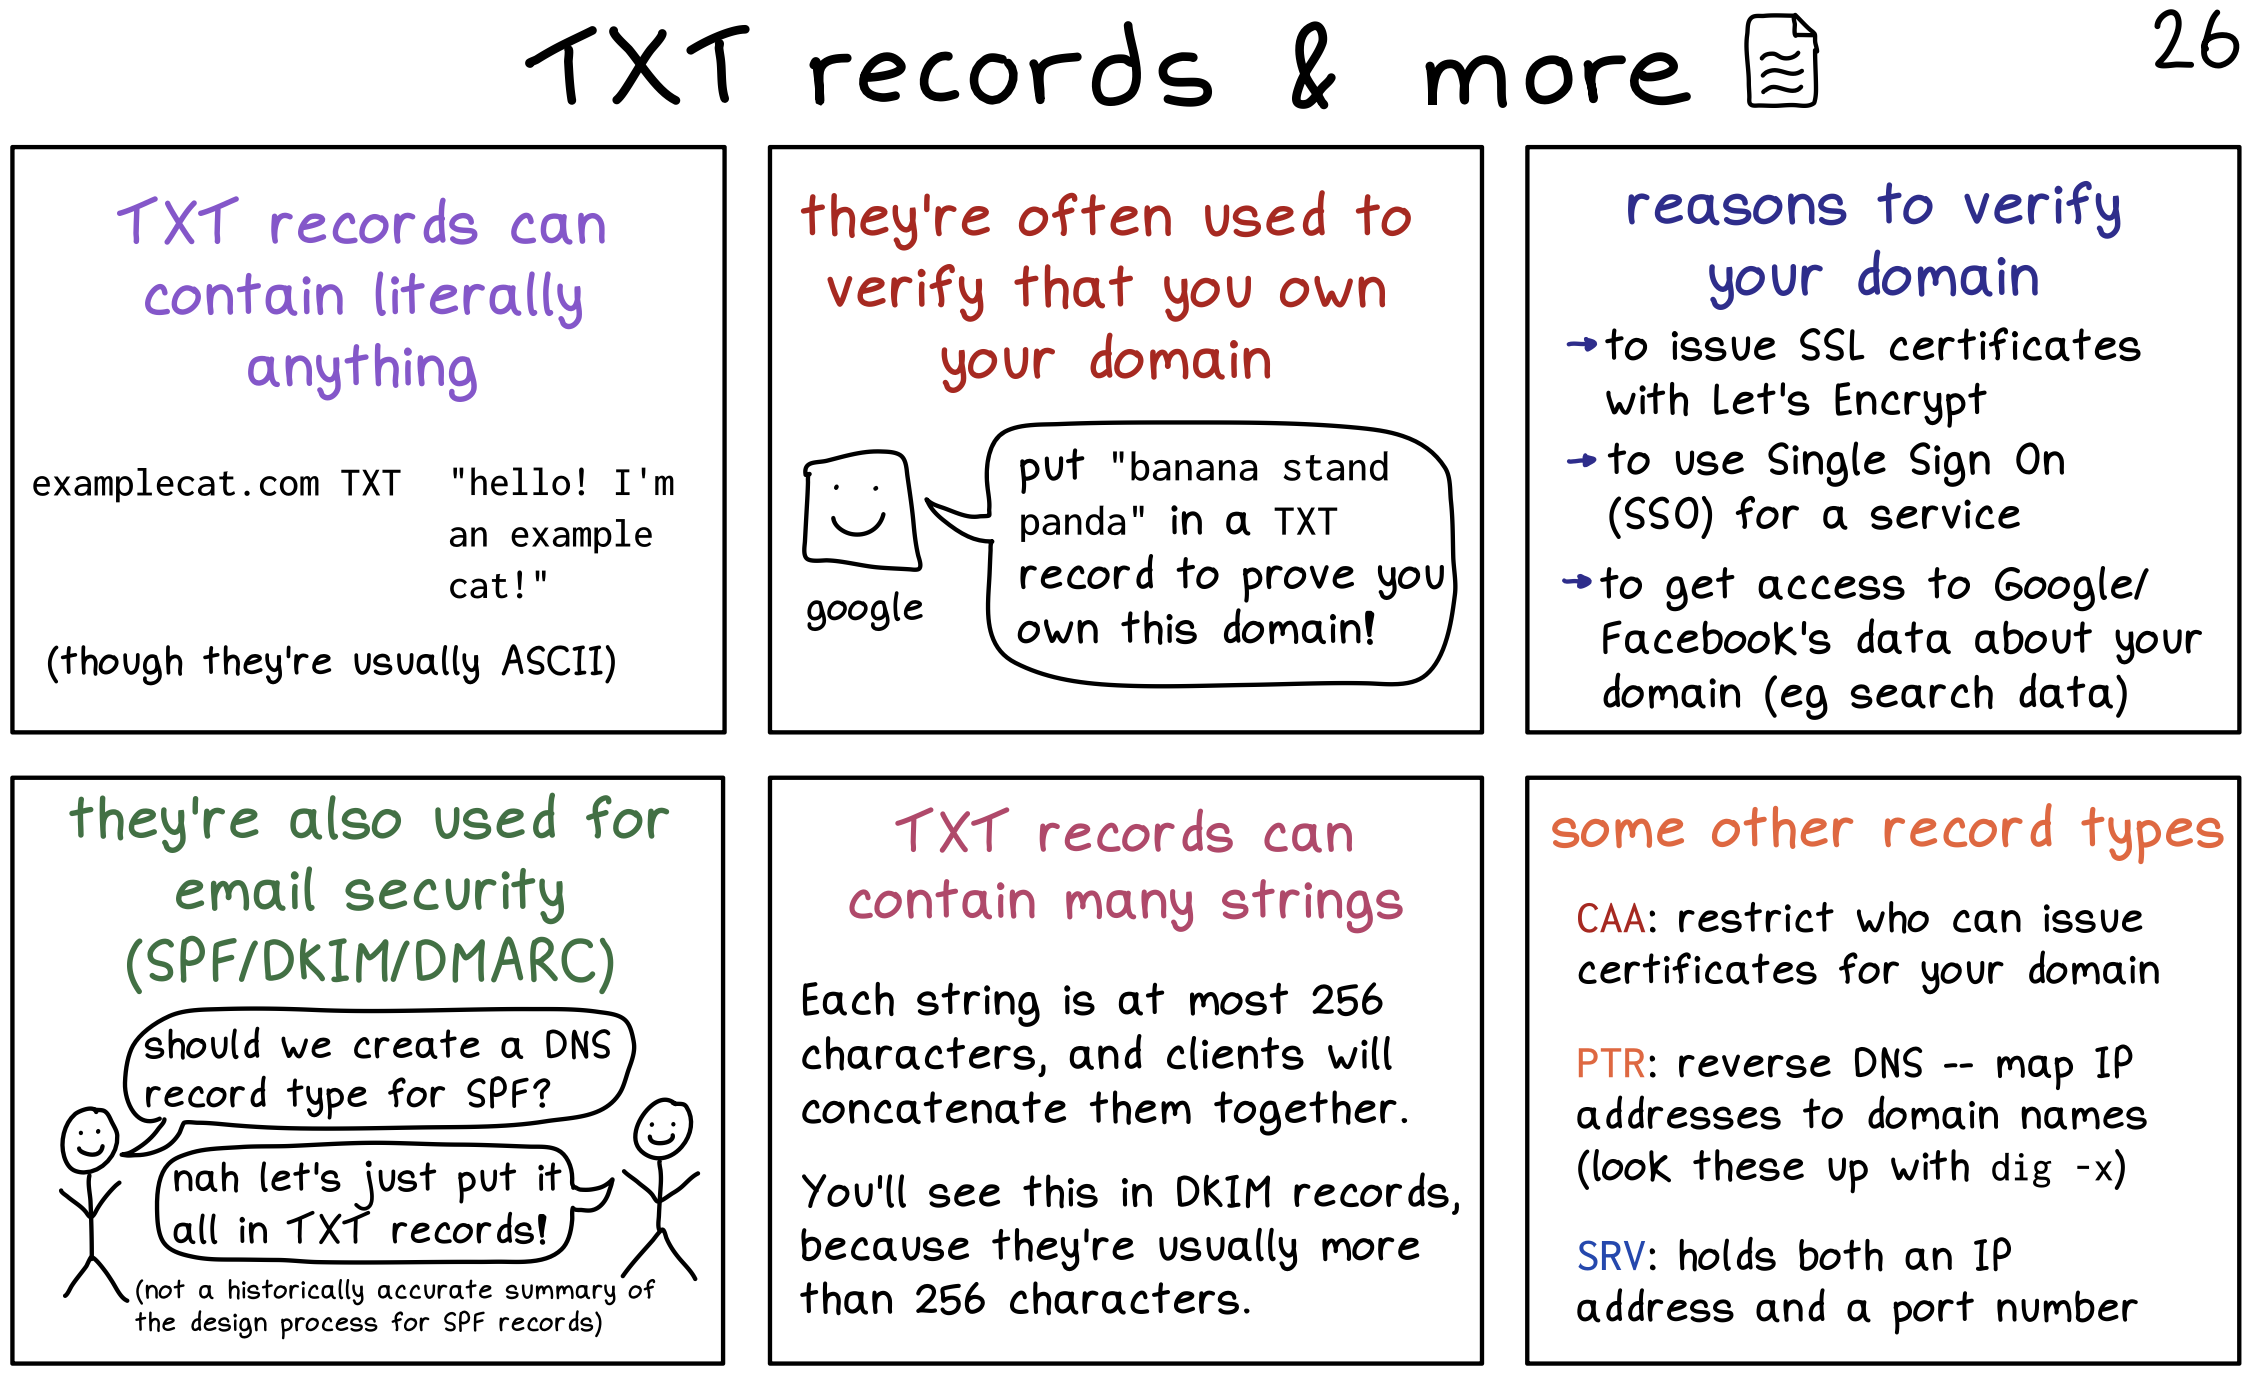 TXT records & more
26
TXT records can
contain literally
anything
examplecat.com TXT "hello! I'm
an example
cat!"
(though they're usually ASCII)
they're often used to
verify that you own
your domain
google
put "banana stand
panda" in a TXT
record to prove you
own this domain!
reasons to verify
your domain
→ to issue SSL certificates
with Let's Encrypt
→ to use Single Sign On
(SSO) for a service
→ to get access to Google/
Facebook's data about your
domain (eg search data)
they're also used for
email security
(SPF/DKIM/DMARC)
should we create a DNS
record type for SPF?
nah let's just put it
all in TXT records!
(not a historically accurate summary of
the design process for SPF records)
TXT records can
contain many strings
Each string is at most 256
characters, and clients will
concatenate them together.
You'll see this in DKIM records,
because they're usually more
than 256 characters.
some other record types
CAA: restrict who can issue
certificates for your domain
PTR: reverse DNS -- map IP
addresses to domain names
(look these up with dig -x)
SRV: holds both an IP
address and a port number